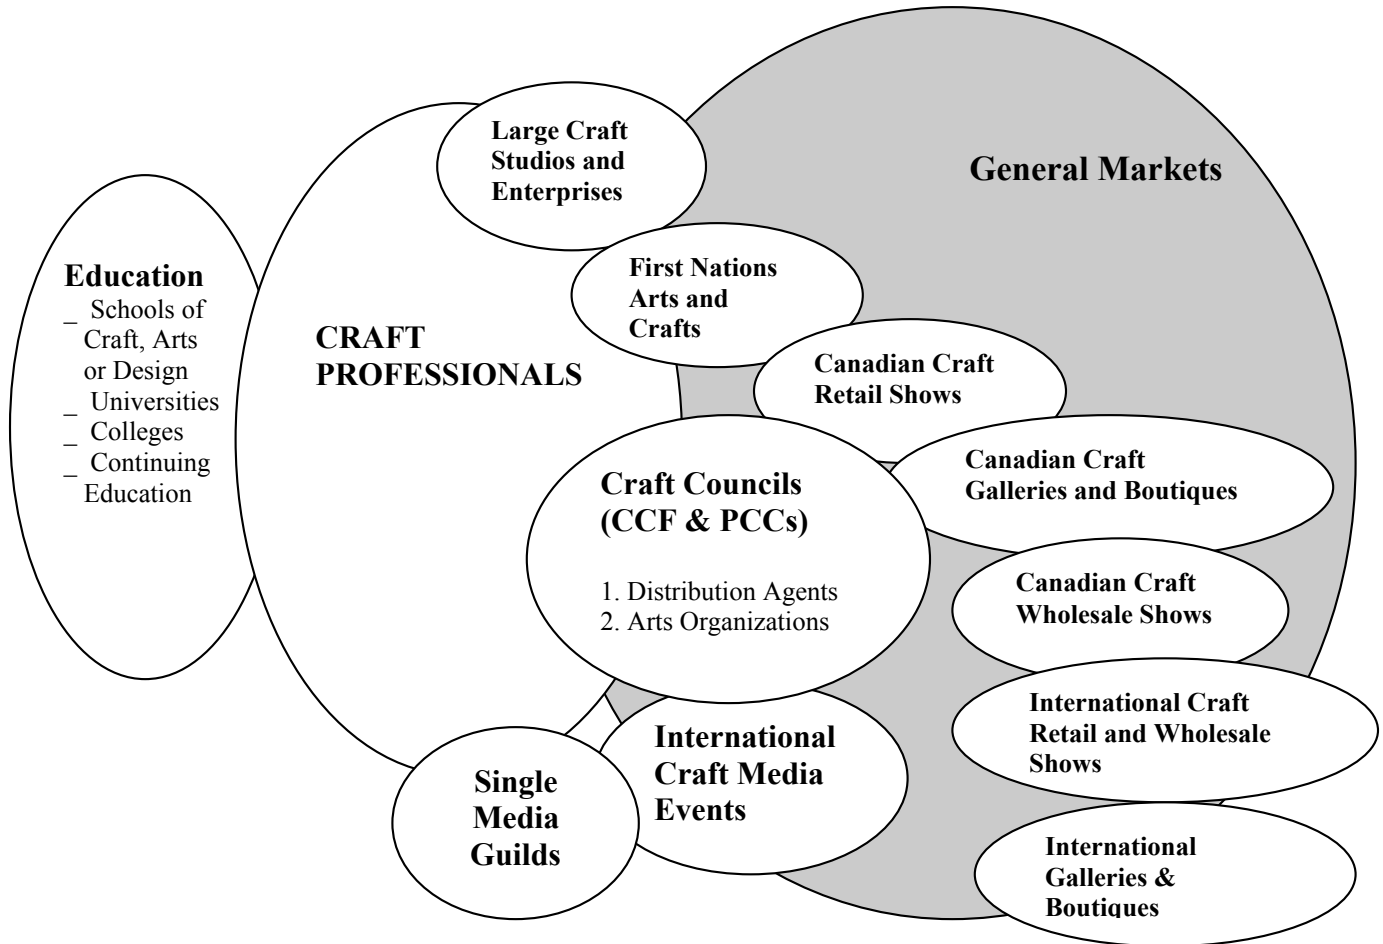 Large Craft
Studios and
Enterprises
General Markets
Education
_ Schools of
Craft, Arts
or Design
_ Universities
_ Colleges
_ Continuing
Education
CRAFT
PROFESSIONALS
First Nations
Arts and
Crafts
Canadian Craft
Retail Shows
Canadian Craft
Galleries and Boutiques
Craft Councils
(CCF & PCCs)
1. Distribution Agents
2. Arts Organizations
Canadian Craft
Wholesale Shows
International Craft
Retail and Wholesale
Shows
International
Craft Media
Events
Single
Media
Guilds
International
Galleries &
Boutiques